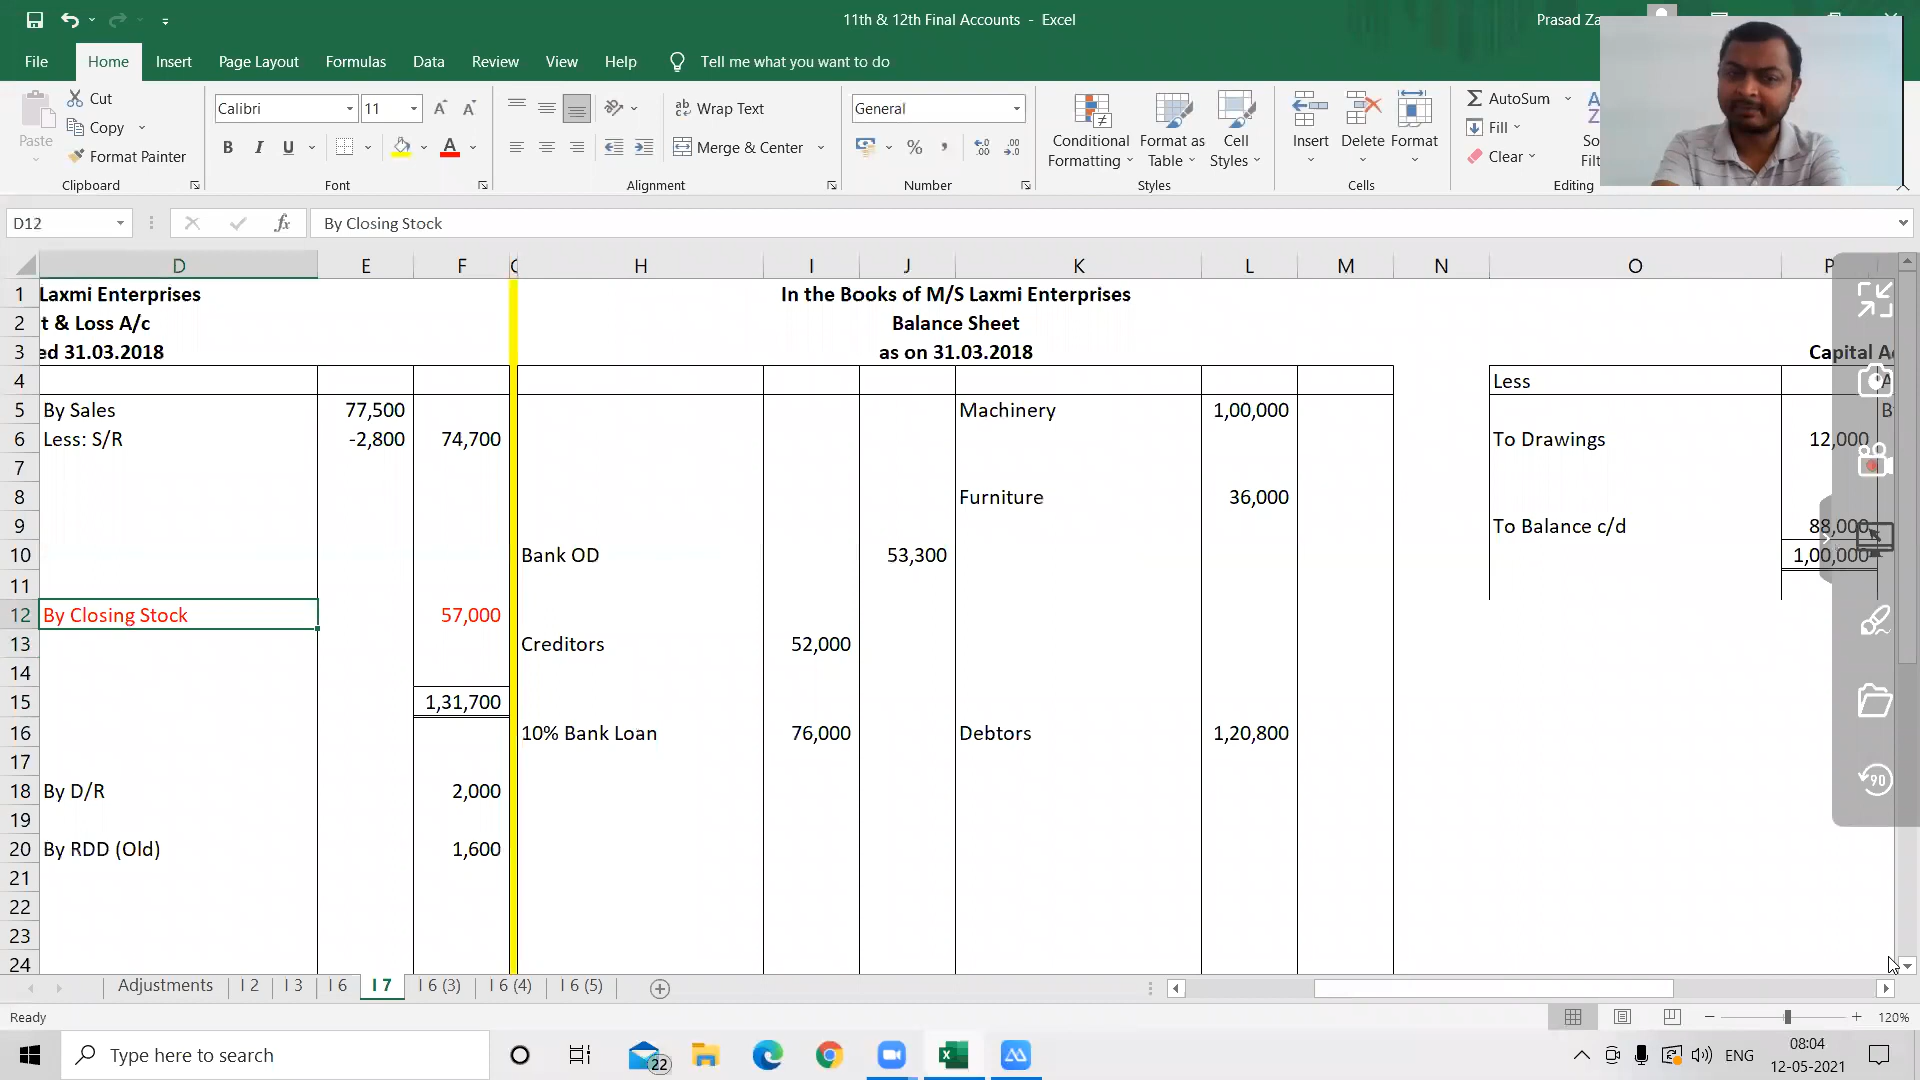 11th & 12th Final Accounts - Excel
Prasad Za
File Home Insert Page Layout Formulas Data Review View Help Tell me what you want to do
Paste
Cut
Copy
Format Painter
Clipboard
Calibri 11
B I U
Font
ab Wrap Text
Merge & Center
Alignment
General
% ,
Number
Conditional Formatting
Format as Table
Cell Styles
Styles
Insert
Delete
Format
Cells
AutoSum
Fill
Clear
So
Filt
Editing
D12 fx By Closing Stock
D E F G H I J K L M N O P
1 Laxmi Enterprises In the Books of M/S Laxmi Enterprises
2 t & Loss A/c Balance Sheet
3 ed 31.03.2018 as on 31.03.2018 Capital A
4 Less A
5 By Sales 77,500 Machinery 1,00,000 B
6 Less: S/R -2,800 74,700 To Drawings 12,000
7
8 Furniture 36,000
9 To Balance c/d 88,000
10 Bank OD 53,300 1,00,000
11
12 By Closing Stock 57,000
13 Creditors 52,000
14
15 1,31,700
16 10% Bank Loan 76,000 Debtors 1,20,800
17
18 By D/R 2,000
19
20 By RDD (Old) 1,600
21
22
23
24
90
Adjustments I 2 I 3 I 6 I 7 I 6 (3) I 6 (4) I 6 (5)
Ready 120%
Type here to search 22 ENG
08:04
12-05-2021